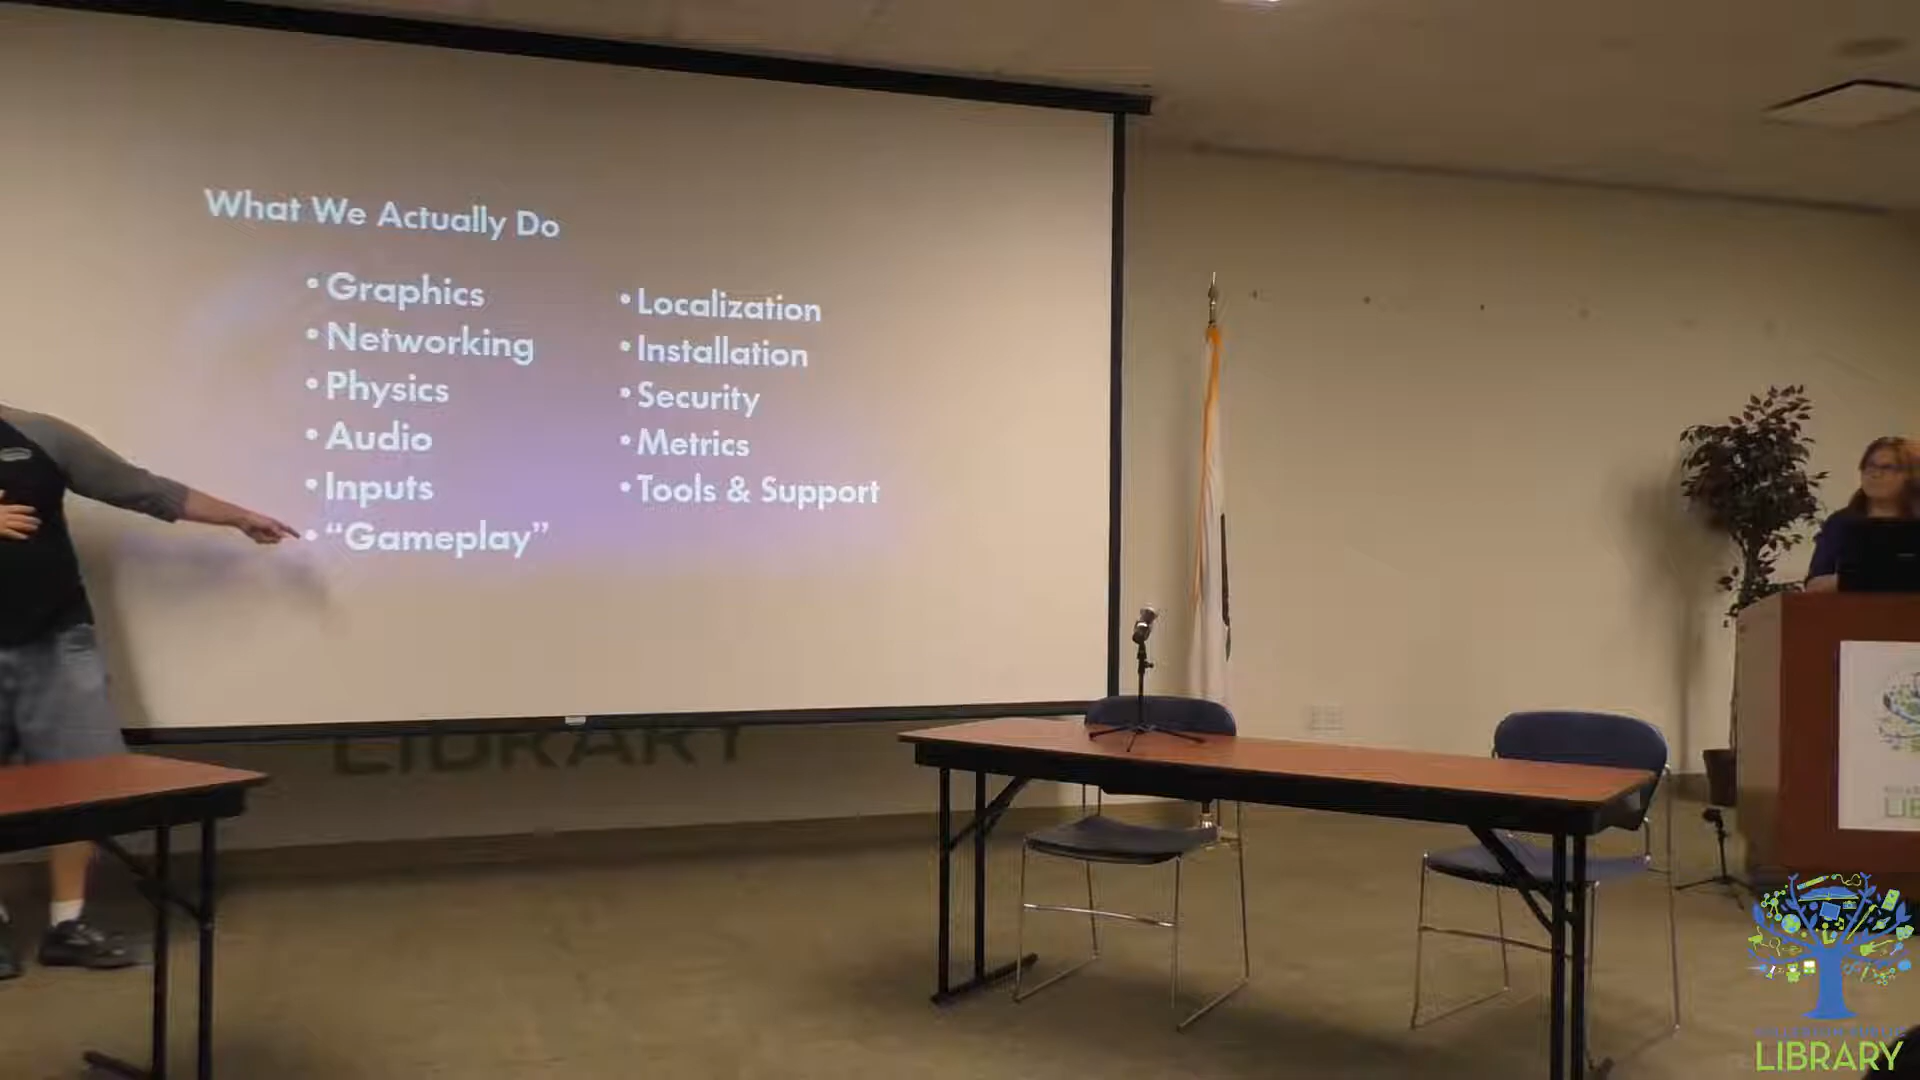 What We Actually Do
• Graphics
• Networking
• Physics
• Audio
• Inputs
• “Gameplay”
• Localization
• Installation
• Security
• Metrics
• Tools & Support
LIBRARY
LIBRARY